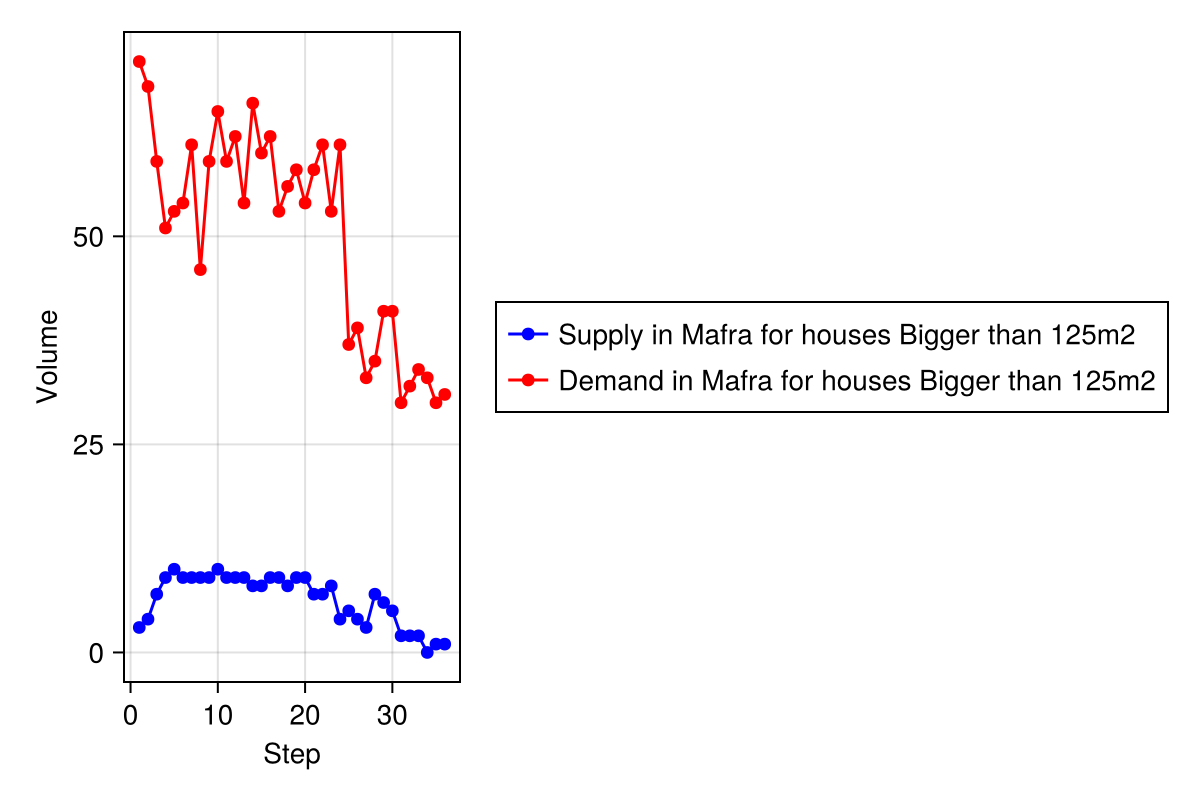 Volume
50
25
0
0 10 20 30
Step
Supply in Mafra for houses Bigger than 125m2
Demand in Mafra for houses Bigger than 125m2